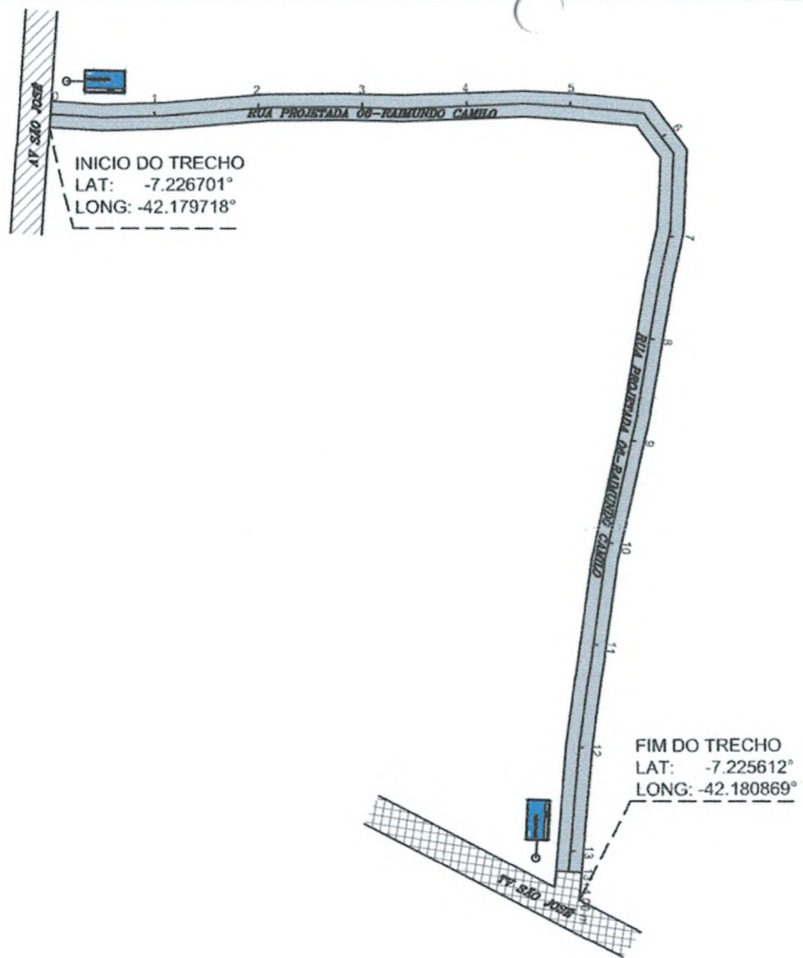 AV SÃO JOSÉ
0
1
2
3
4
5
RUA PROJETADA 06-RAIMUNDO CAMILO
6
INICIO DO TRECHO
LAT: -7.226701°
LONG: -42.179718°
7
8
RUA PROJETADA 06-RAIMUNDO CAMILO
9
10
11
12
FIM DO TRECHO
LAT: -7.225612°
LONG: -42.180869°
13
TV SÃO JOSÉ